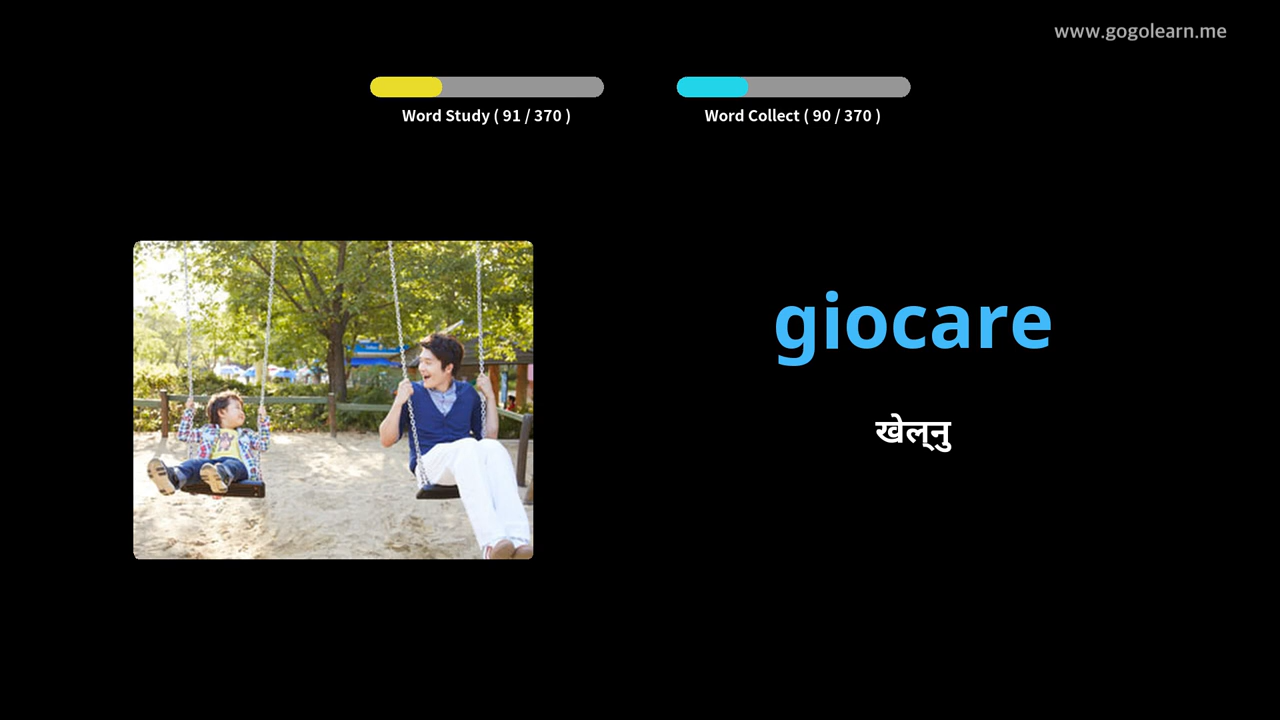 www.gogolearn.me
Word Study ( 91 / 370 )
Word Collect ( 90 / 370 )
giocare
खेल्नु